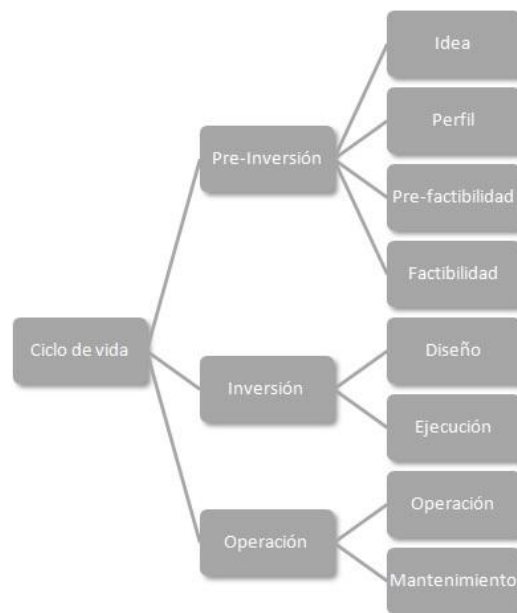 Idea
Perfil
Pre-Inversión
Pre-factibilidad
Factibilidad
Ciclo de vida
Diseño
Inversión
Ejecución
Operación
Operación
Mantenimiento